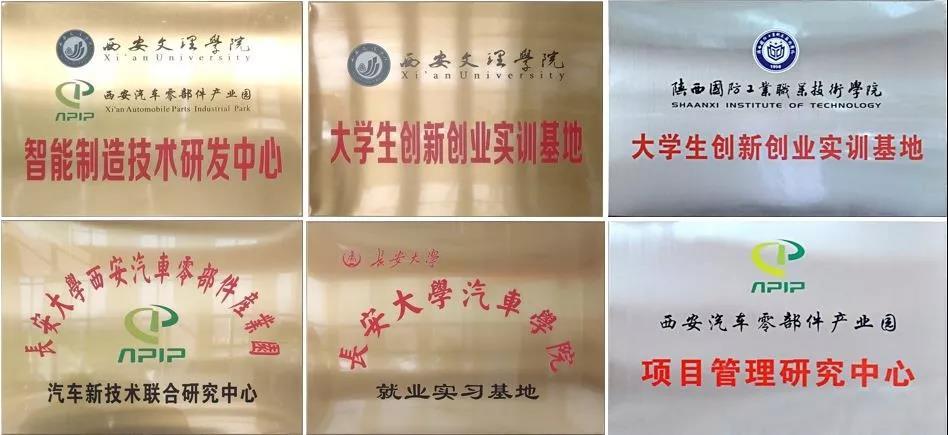 西安文理學院
Xi'an University
APIP
西安汽车零部件产业园
Xi'an Automobile Parts Industrial Park
智能制造技术研发中心
西安文理學院
Xi'an University
大学生创新创业实训基地
1956
陕西国防工業職業技術學院
SHAANXI INSTITUTE OF TECHNOLOGY
大学生创新创业实训基地
長安大學西安汽車零部件産業園
APIP
汽车新技术联合研究中心
長安大學
長安大學汽車學院
就业实习基地
APIP
西安汽车零部件产业园
项目管理研究中心